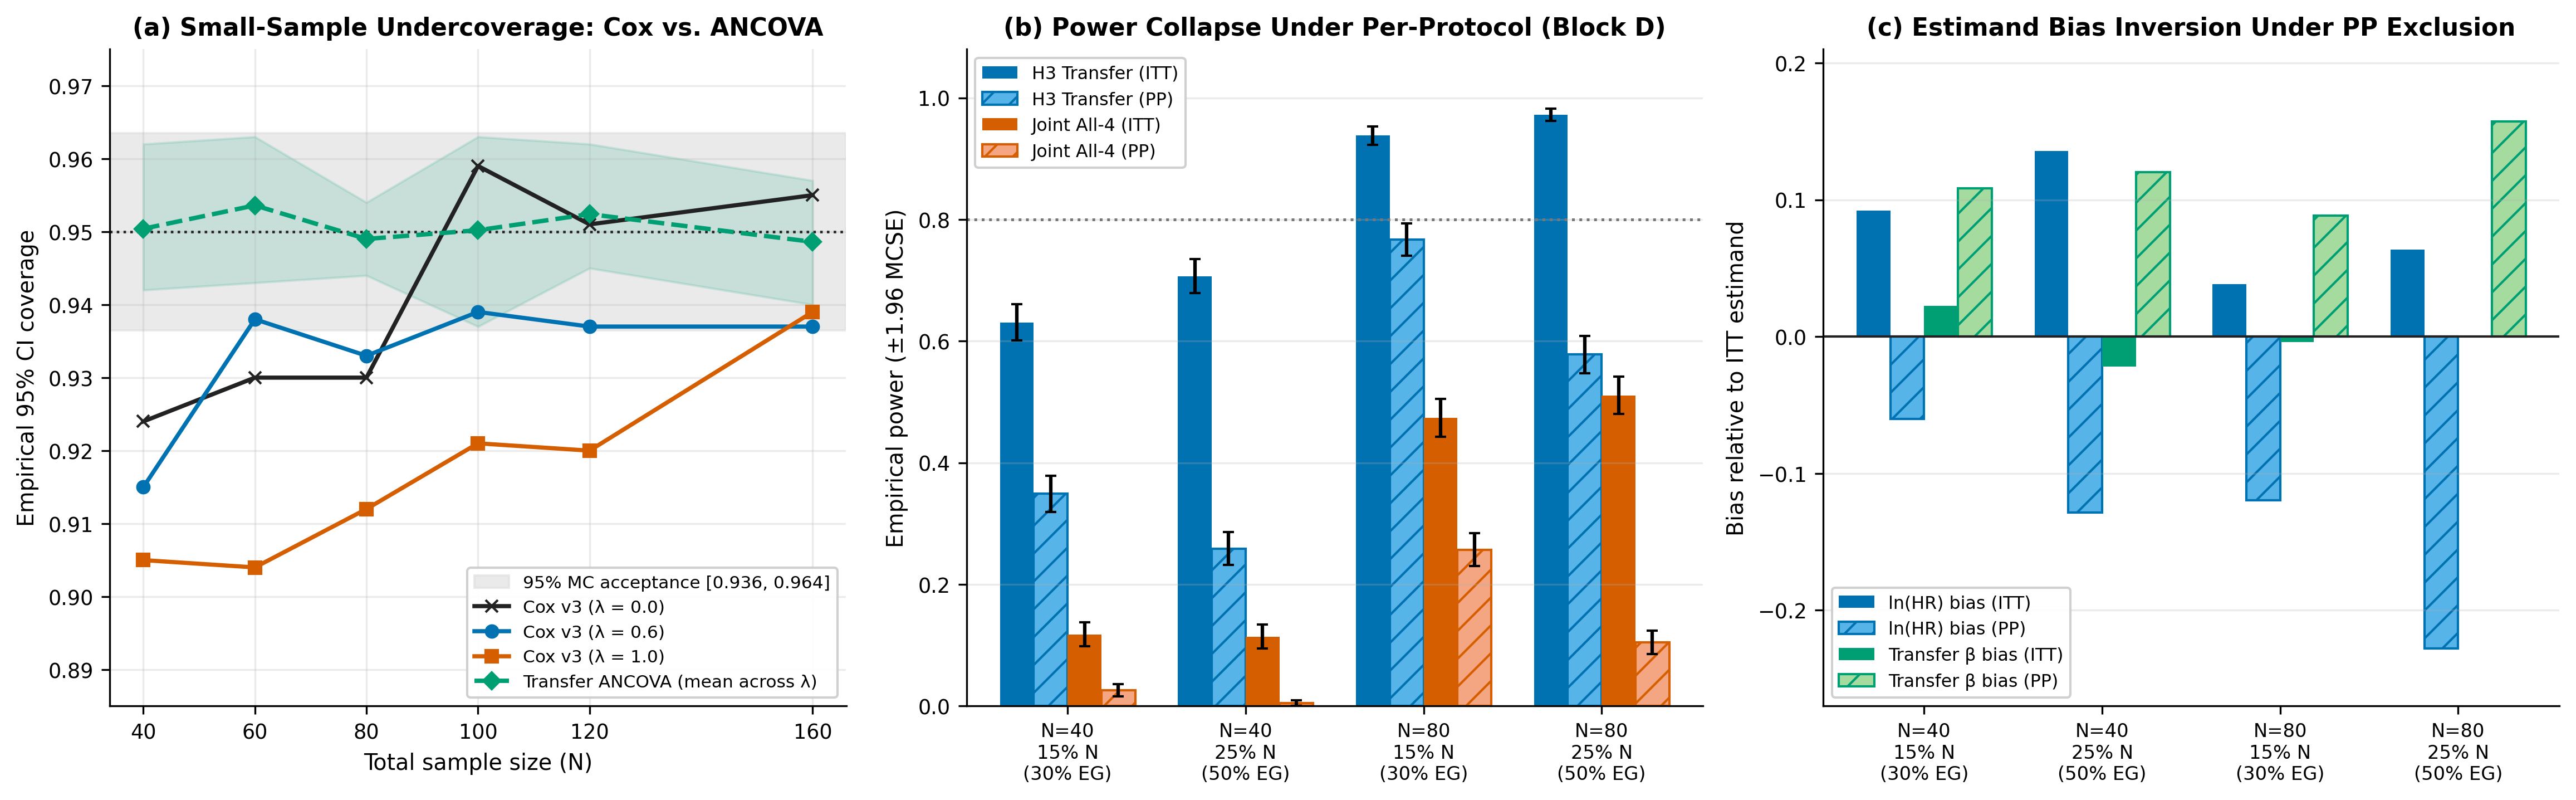 (a) Small-Sample Undercoverage: Cox vs. ANCOVA
Empirical 95% CI coverage
0.97
0.96
0.95
0.94
0.93
0.92
0.91
0.90
0.89
95% MC acceptance [0.936, 0.964]
Cox v3 (λ = 0.0)
Cox v3 (λ = 0.6)
Cox v3 (λ = 1.0)
Transfer ANCOVA (mean across λ)
40
60
80
100
120
160
Total sample size (N)
(b) Power Collapse Under Per-Protocol (Block D)
Empirical power (±1.96 MCSE)
H3 Transfer (ITT)
H3 Transfer (PP)
Joint All-4 (ITT)
Joint All-4 (PP)
1.0
0.8
0.6
0.4
0.2
0.0
N=40
15% N
(30% EG)
N=40
25% N
(50% EG)
N=80
15% N
(30% EG)
N=80
25% N
(50% EG)
(c) Estimand Bias Inversion Under PP Exclusion
Bias relative to ITT estimand
0.2
0.1
0.0
−0.1
−0.2
ln(HR) bias (ITT)
ln(HR) bias (PP)
Transfer β bias (ITT)
Transfer β bias (PP)
N=40
15% N
(30% EG)
N=40
25% N
(50% EG)
N=80
15% N
(30% EG)
N=80
25% N
(50% EG)